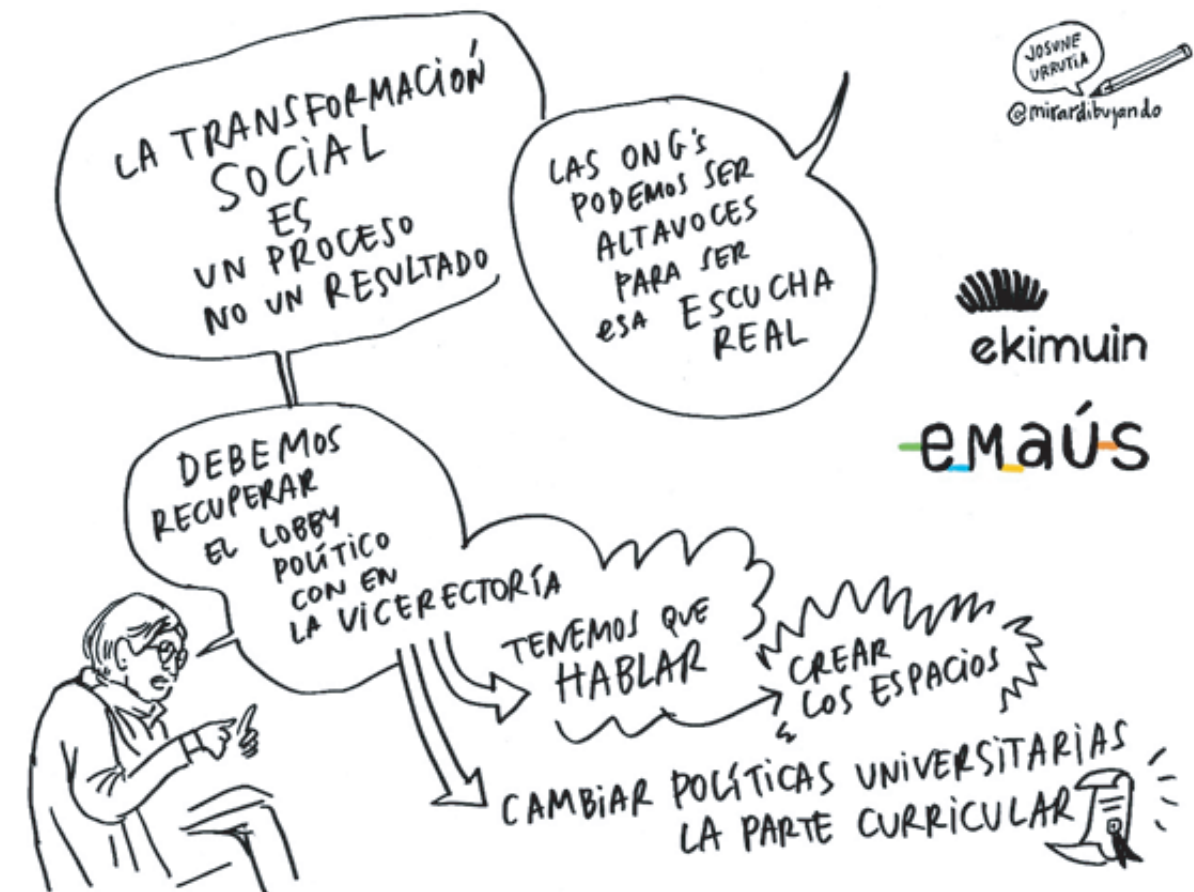 LA TRANSFORMACIÓN
SOCIAL
ES
UN PROCESO
NO UN RESULTADO
LAS ONG's
PODEMOS SER
ALTAVOCES
PARA SER
ESA ESCUCHA
REAL
JOSUNE
URRUTIA
@mirardibujando
ekimuin
emaús
DEBEMOS
RECUPERAR
EL LOBBY
POLÍTICO
CON EN
LA VICERECTORÍA
TENEMOS QUE
HABLAR
CREAR
LOS ESPACIOS
CAMBIAR POLÍTICAS UNIVERSITARIAS
LA PARTE CURRICULAR